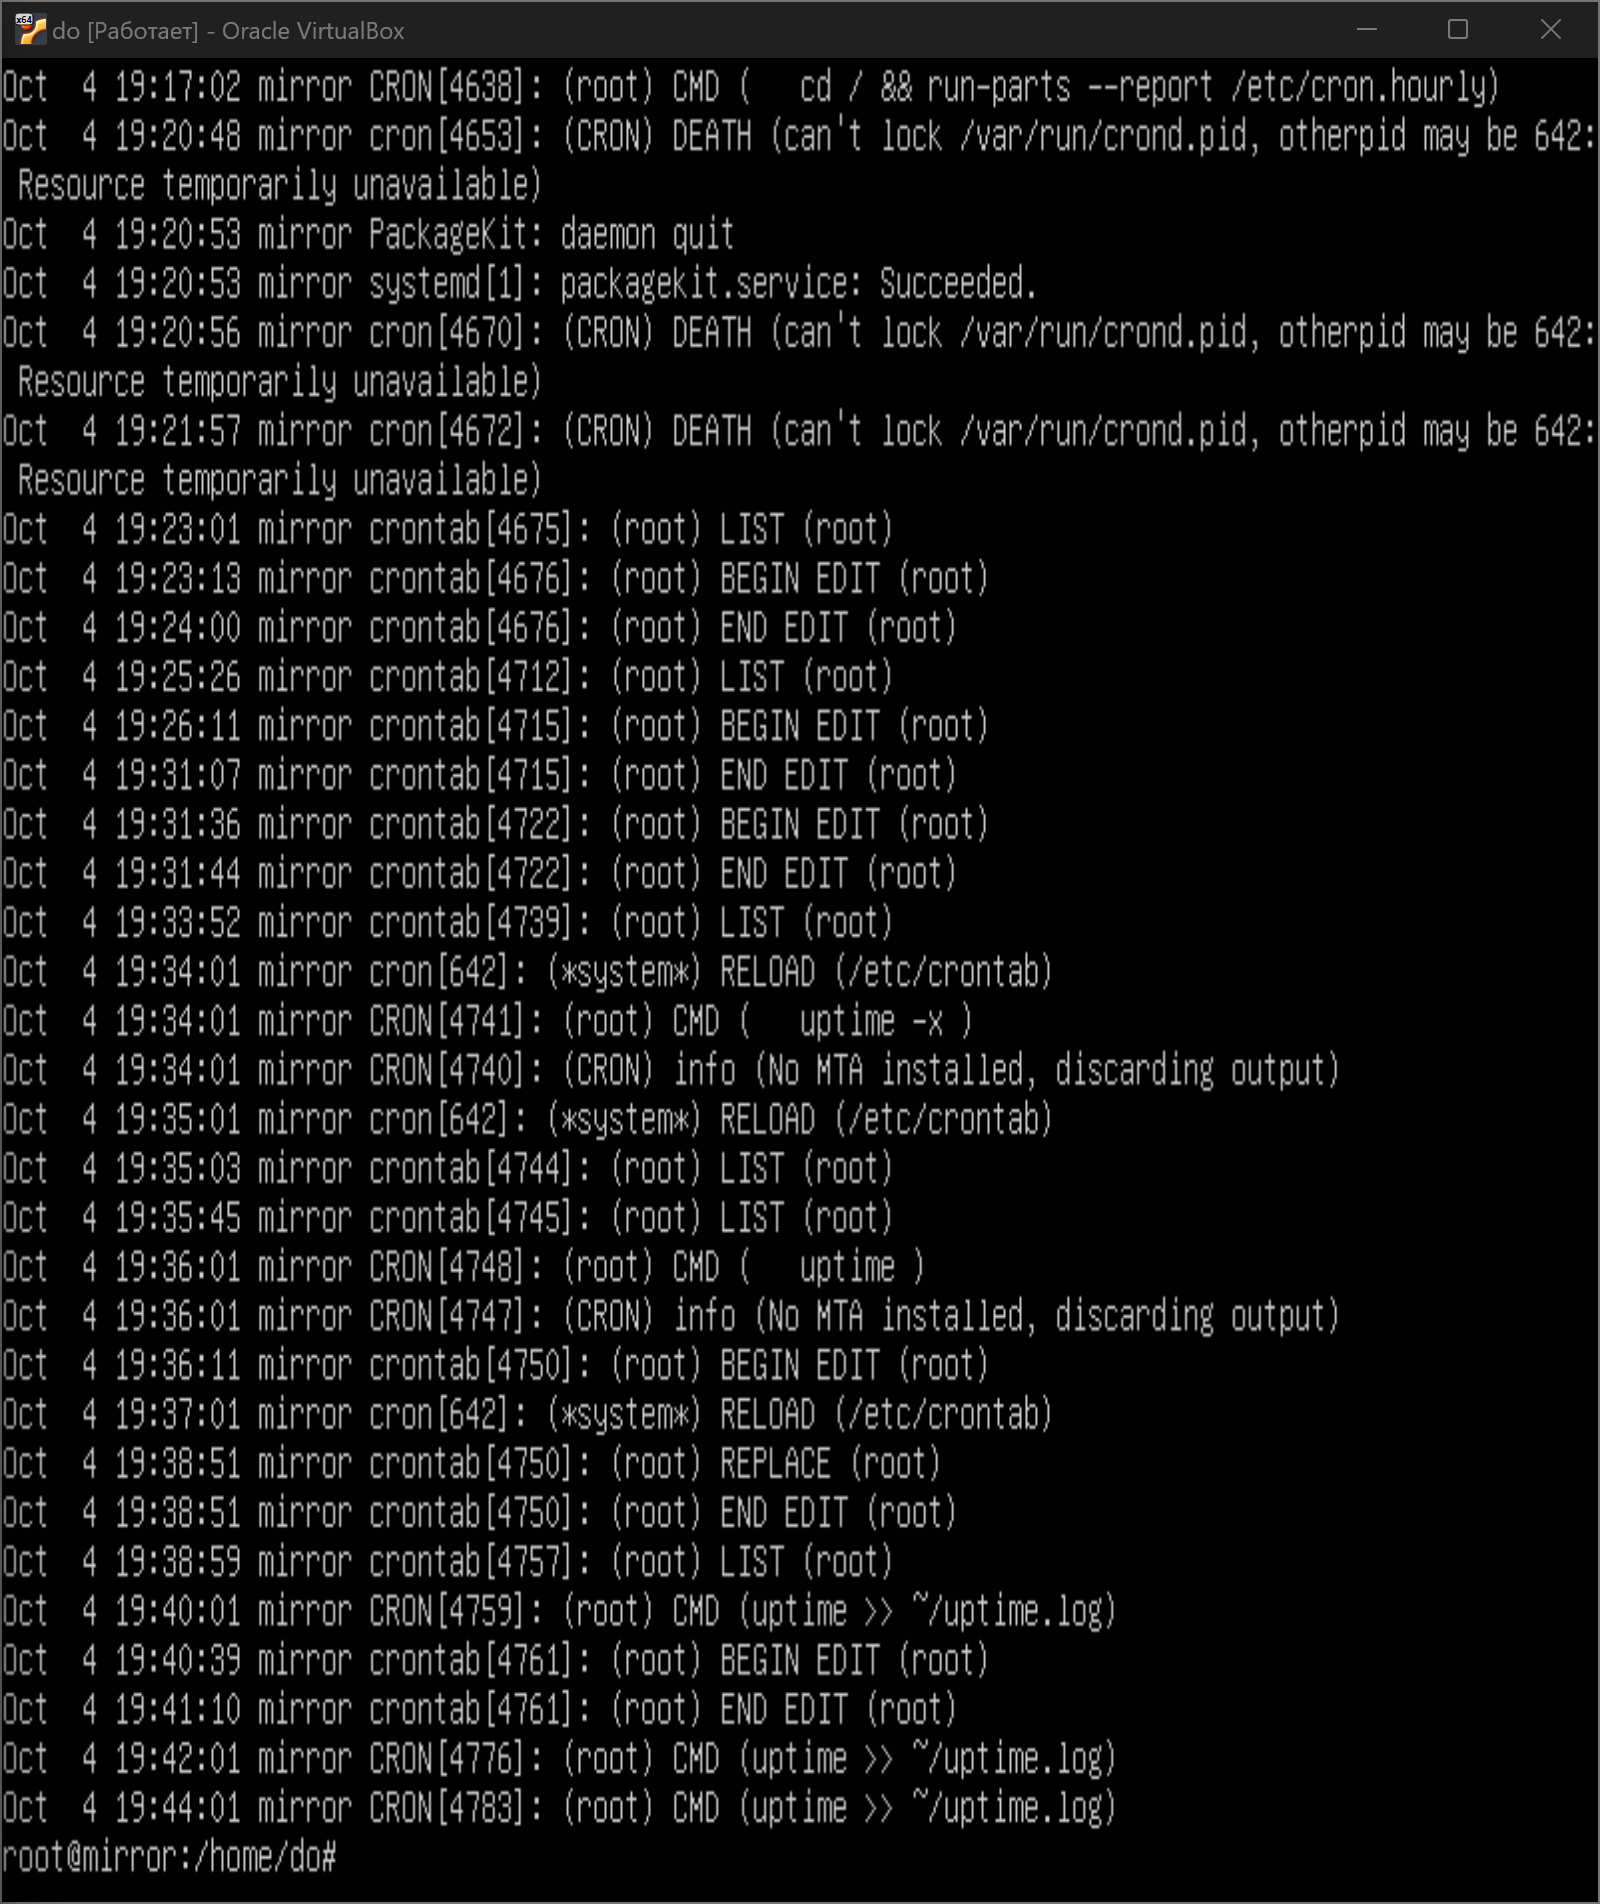 do [Работает] - Oracle VirtualBox
Oct  4 19:17:02 mirror CRON[4638]: (root) CMD (   cd / && run-parts --report /etc/cron.hourly)
Oct  4 19:20:48 mirror cron[4653]: (CRON) DEATH (can't lock /var/run/crond.pid, otherpid may be 642:
 Resource temporarily unavailable)
Oct  4 19:20:53 mirror PackageKit: daemon quit
Oct  4 19:20:53 mirror systemd[1]: packagekit.service: Succeeded.
Oct  4 19:20:56 mirror cron[4670]: (CRON) DEATH (can't lock /var/run/crond.pid, otherpid may be 642:
 Resource temporarily unavailable)
Oct  4 19:21:57 mirror cron[4672]: (CRON) DEATH (can't lock /var/run/crond.pid, otherpid may be 642:
 Resource temporarily unavailable)
Oct  4 19:23:01 mirror crontab[4675]: (root) LIST (root)
Oct  4 19:23:13 mirror crontab[4676]: (root) BEGIN EDIT (root)
Oct  4 19:24:00 mirror crontab[4676]: (root) END EDIT (root)
Oct  4 19:25:26 mirror crontab[4712]: (root) LIST (root)
Oct  4 19:26:11 mirror crontab[4715]: (root) BEGIN EDIT (root)
Oct  4 19:31:07 mirror crontab[4715]: (root) END EDIT (root)
Oct  4 19:31:36 mirror crontab[4722]: (root) BEGIN EDIT (root)
Oct  4 19:31:44 mirror crontab[4722]: (root) END EDIT (root)
Oct  4 19:33:52 mirror crontab[4739]: (root) LIST (root)
Oct  4 19:34:01 mirror cron[642]: (*system*) RELOAD (/etc/crontab)
Oct  4 19:34:01 mirror CRON[4741]: (root) CMD (   uptime -x )
Oct  4 19:34:01 mirror CRON[4740]: (CRON) info (No MTA installed, discarding output)
Oct  4 19:35:01 mirror cron[642]: (*system*) RELOAD (/etc/crontab)
Oct  4 19:35:03 mirror crontab[4744]: (root) LIST (root)
Oct  4 19:35:45 mirror crontab[4745]: (root) LIST (root)
Oct  4 19:36:01 mirror CRON[4748]: (root) CMD (   uptime )
Oct  4 19:36:01 mirror CRON[4747]: (CRON) info (No MTA installed, discarding output)
Oct  4 19:36:11 mirror crontab[4750]: (root) BEGIN EDIT (root)
Oct  4 19:37:01 mirror cron[642]: (*system*) RELOAD (/etc/crontab)
Oct  4 19:38:51 mirror crontab[4750]: (root) REPLACE (root)
Oct  4 19:38:51 mirror crontab[4750]: (root) END EDIT (root)
Oct  4 19:38:59 mirror crontab[4757]: (root) LIST (root)
Oct  4 19:40:01 mirror CRON[4759]: (root) CMD (uptime >> ~/uptime.log)
Oct  4 19:40:39 mirror crontab[4761]: (root) BEGIN EDIT (root)
Oct  4 19:41:10 mirror crontab[4761]: (root) END EDIT (root)
Oct  4 19:42:01 mirror CRON[4776]: (root) CMD (uptime >> ~/uptime.log)
Oct  4 19:44:01 mirror CRON[4783]: (root) CMD (uptime >> ~/uptime.log)
root@mirror:/home/do#